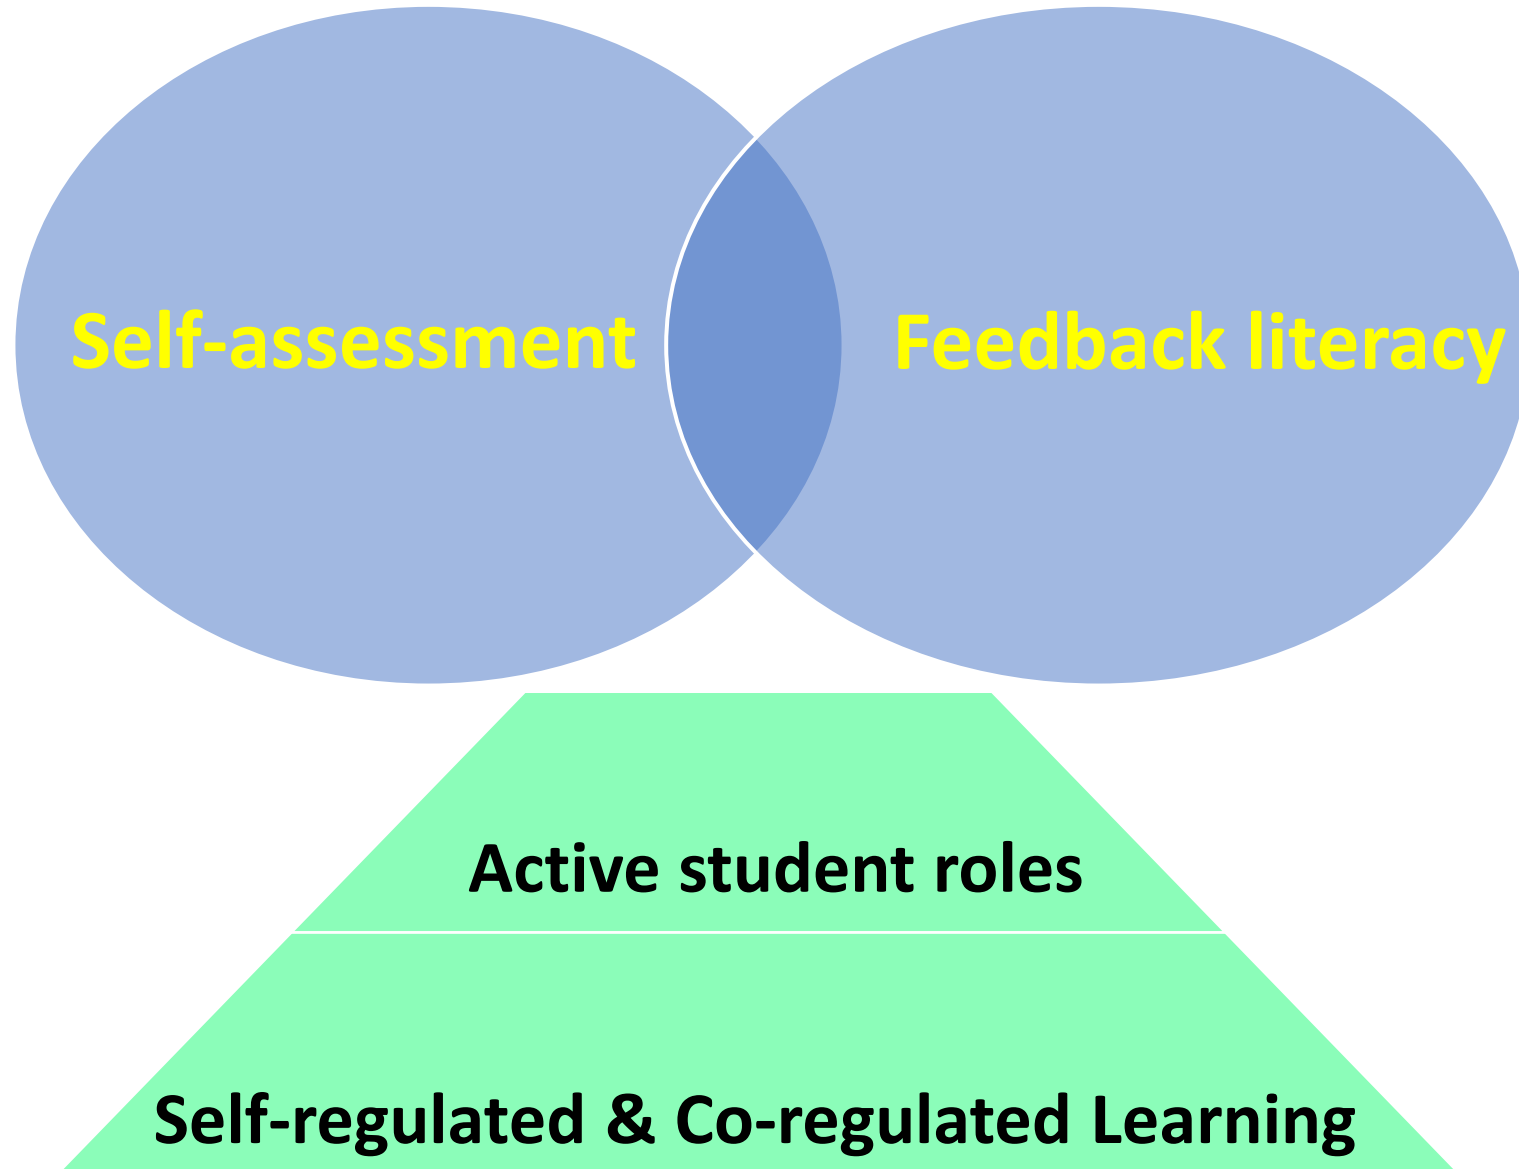 Self-assessment
Feedback literacy
Active student roles
Self-regulated & Co-regulated Learning